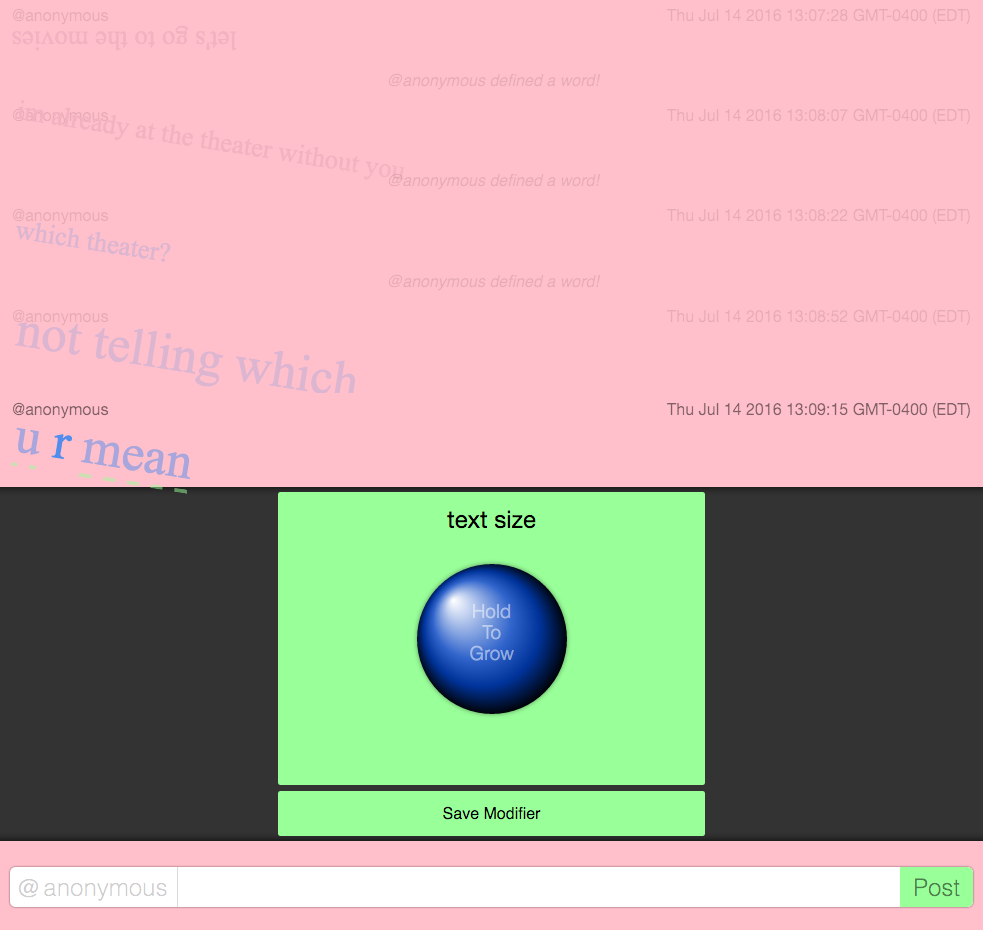 @anonymous Thu Jul 14 2016 13:07:28 GMT-0400 (EDT)
let's go to the movies
@anonymous defined a word!
@anonymous Thu Jul 14 2016 13:08:07 GMT-0400 (EDT)
im already at the theater without you
@anonymous defined a word!
@anonymous Thu Jul 14 2016 13:08:22 GMT-0400 (EDT)
which theater?
@anonymous defined a word!
@anonymous Thu Jul 14 2016 13:08:52 GMT-0400 (EDT)
not telling which
@anonymous Thu Jul 14 2016 13:09:15 GMT-0400 (EDT)
u r mean
text size
Hold
To
Grow
Save Modifier
@ anonymous Post